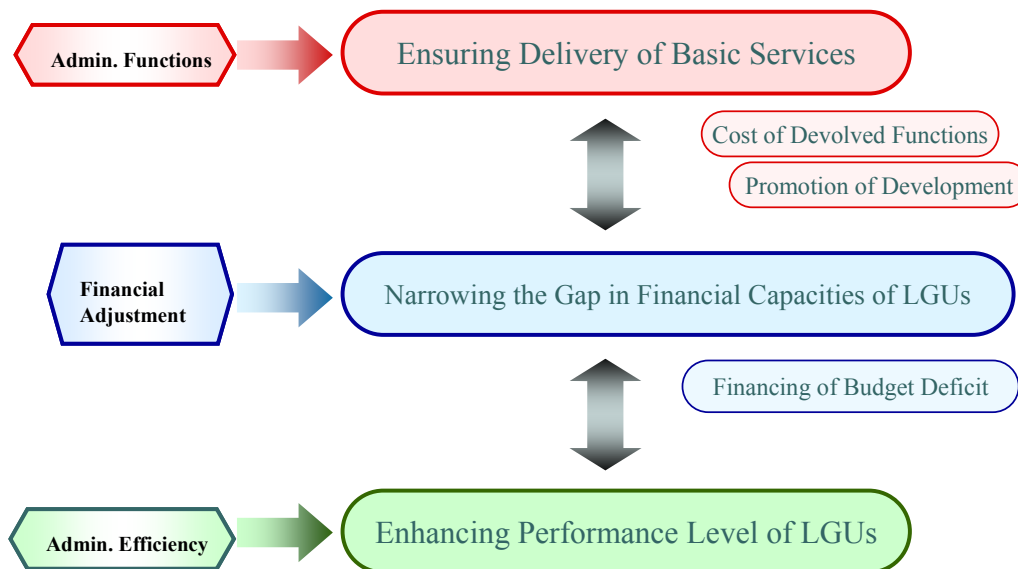 Admin. Functions
Ensuring Delivery of Basic Services
Cost of Devolved Functions
Promotion of Development
Financial
Adjustment
Narrowing the Gap in Financial Capacities of LGUs
Financing of Budget Deficit
Admin. Efficiency
Enhancing Performance Level of LGUs